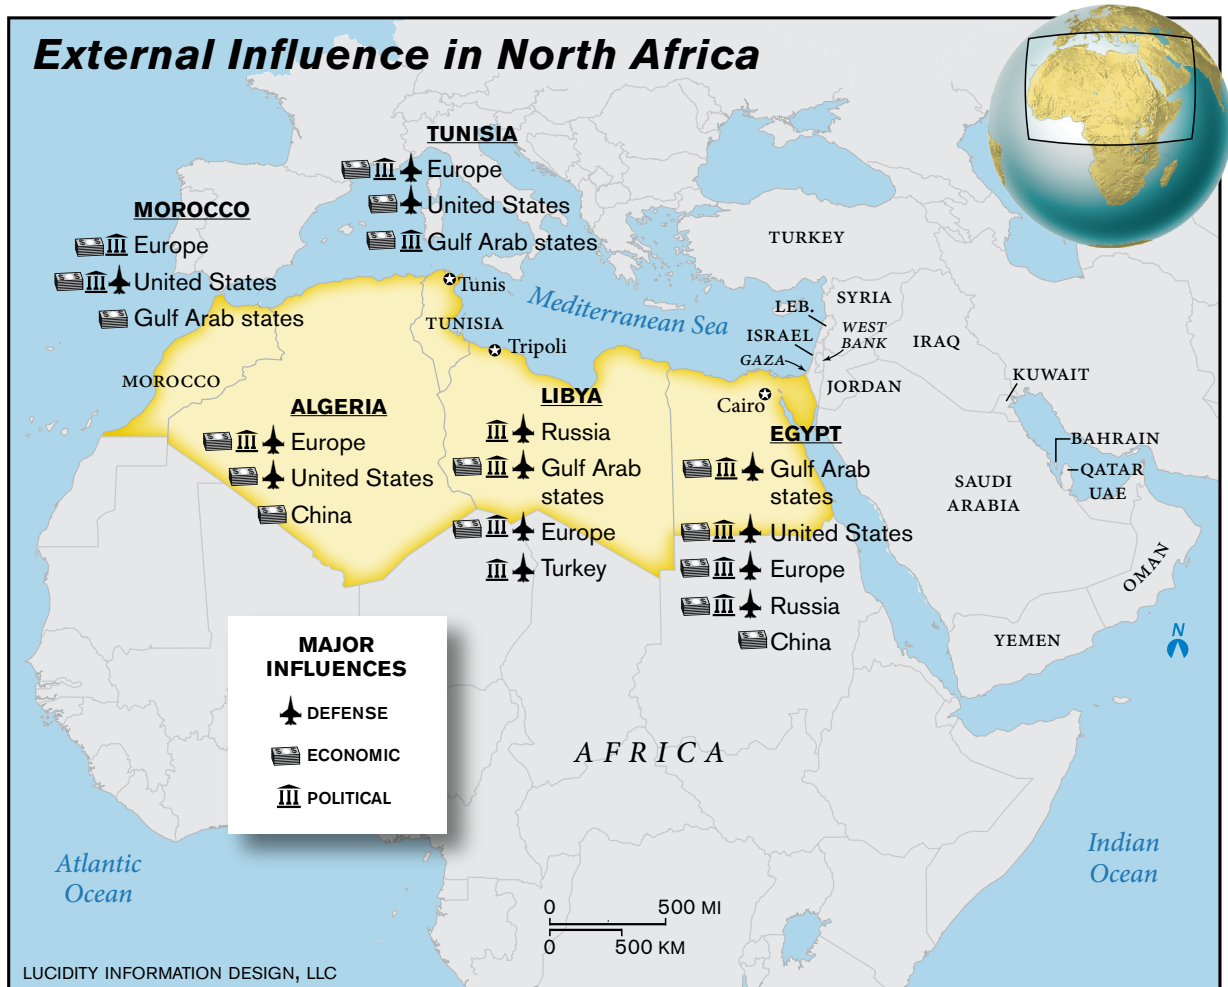 External Influence in North Africa
TUNISIA
Europe
United States
Gulf Arab states
MOROCCO
Europe
United States
Gulf Arab states
Tunis
TUNISIA
Tripoli
Mediterranean Sea
TURKEY
LEB.
SYRIA
ISRAEL
WEST
BANK
GAZA
IRAQ
JORDAN
KUWAIT
MOROCCO
ALGERIA
Europe
United States
China
LIBYA
Russia
Gulf Arab
states
Europe
Turkey
Cairo
EGYPT
Gulf Arab
states
United States
Europe
Russia
China
BAHRAIN
QATAR
UAE
SAUDI
ARABIA
OMAN
YEMEN
N
MAJOR
INFLUENCES
DEFENSE
ECONOMIC
POLITICAL
AFRICA
Atlantic
Ocean
Indian
Ocean
0 500 MI
0 500 KM
LUCIDITY INFORMATION DESIGN, LLC